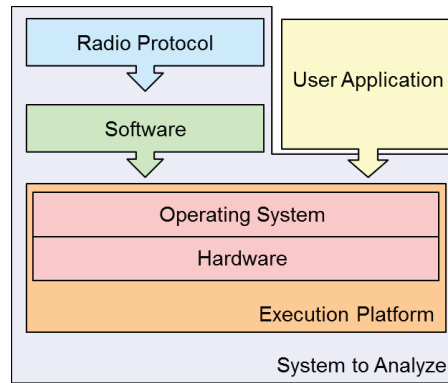 Radio Protocol
User Application
Software
Operating System
Hardware
Execution Platform
System to Analyze